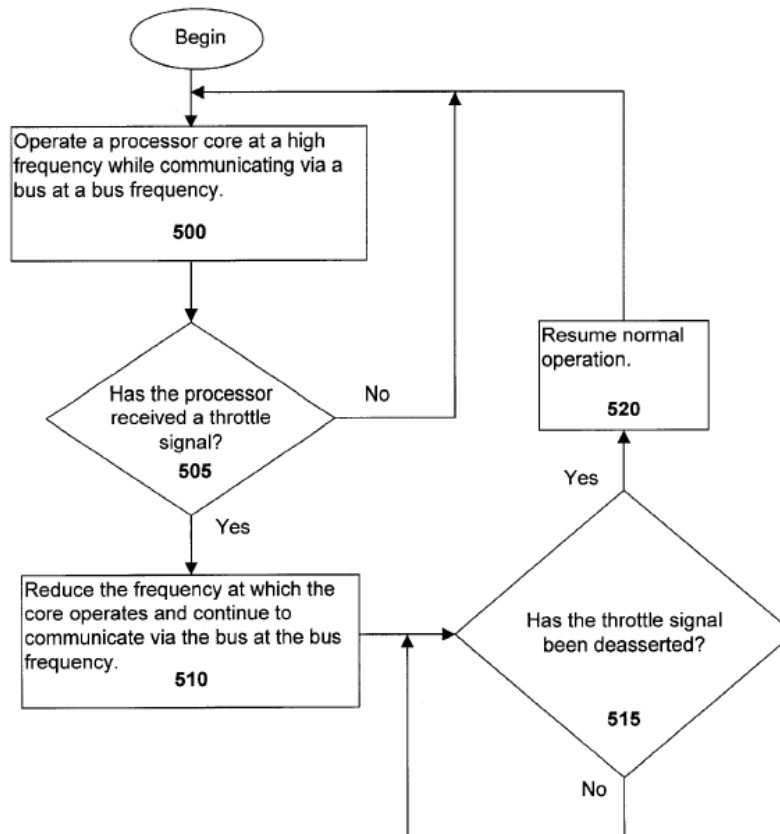 Begin
Operate a processor core at a high
frequency while communicating via a
bus at a bus frequency.
500
Has the processor
received a throttle
signal?
505
No
Yes
Reduce the frequency at which the
core operates and continue to
communicate via the bus at the bus
frequency.
510
Has the throttle signal
been deasserted?
515
No
Yes
Resume normal
operation.
520